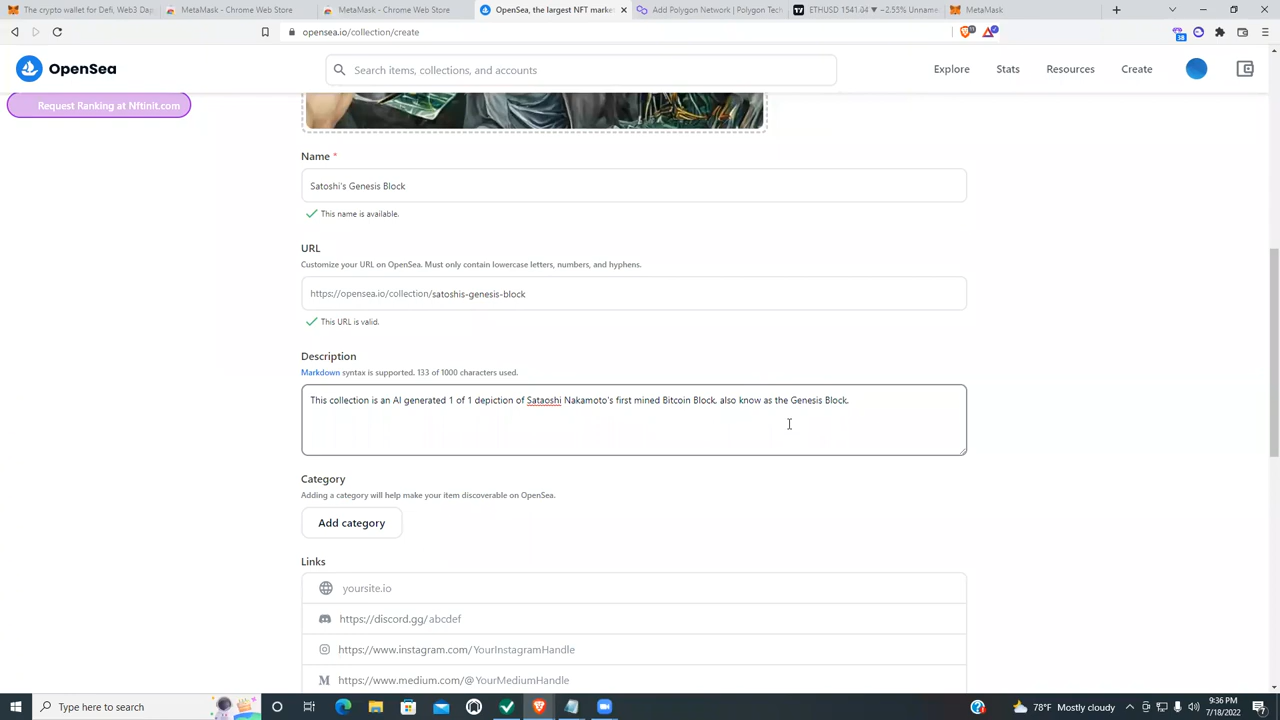 The crypto wallet for Defi, Web3 Dap
MetaMask - Chrome Web Store
MetaMask - Chrome Web Store
OpenSea, the largest NFT marke
Add Polygon Network | Polygon Tech
ETHUSD 1541.04 ▼ +2.55% Unname
MetaMask
opensea.io/collection/create
38
OpenSea
Search items, collections, and accounts
Explore
Stats
Resources
Create
Request Ranking at Nftinit.com
Name *
Satoshi's Genesis Block
This name is available.
URL
Customize your URL on OpenSea. Must only contain lowercase letters, numbers, and hyphens.
https://opensea.io/collection/satoshis-genesis-block
This URL is valid.
Description
Markdown syntax is supported. 133 of 1000 characters used.
This collection is an AI generated 1 of 1 depiction of Sataoshi Nakamoto's first mined Bitcoin Block, also know as the Genesis Block.
Category
Adding a category will help make your item discoverable on OpenSea.
Add category
Links
yoursite.io
https://discord.gg/abcdef
https://www.instagram.com/YourInstagramHandle
https://www.medium.com/@YourMediumHandle
Type here to search
78°F Mostly cloudy
9:36 PM
7/18/2022